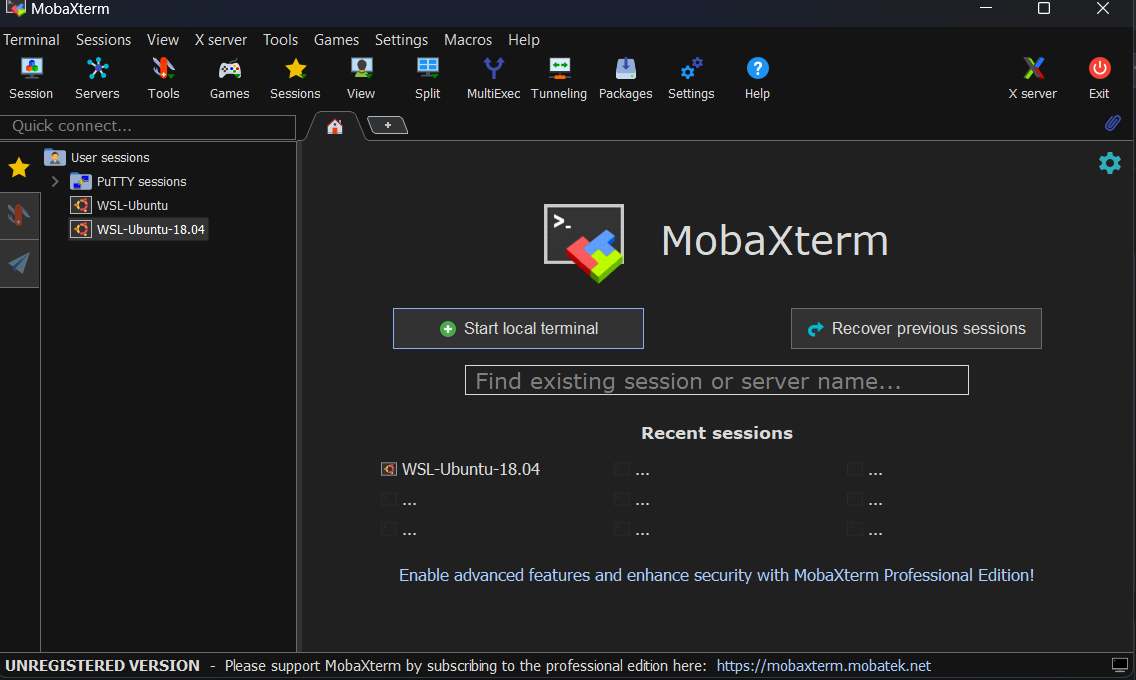 MobaXterm
Terminal Sessions View X server Tools Games Settings Macros Help
Session Servers Tools Games Sessions View Split MultiExec Tunneling Packages Settings Help X server Exit
Quick connect...
User sessions
PuTTY sessions
WSL-Ubuntu
WSL-Ubuntu-18.04
>_
MobaXterm
Start local terminal Recover previous sessions
Find existing session or server name...
Recent sessions
WSL-Ubuntu-18.04 ... ...
... ... ...
... ... ...
Enable advanced features and enhance security with MobaXterm Professional Edition!
UNREGISTERED VERSION - Please support MobaXterm by subscribing to the professional edition here: https://mobaxterm.mobatek.net